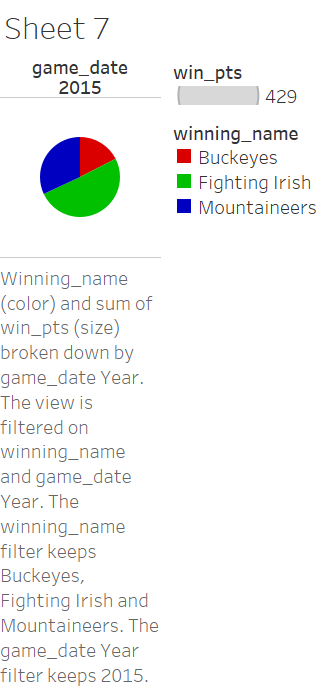 Sheet 7
game_date
2015
win_pts
429
winning_name
Buckeyes
Fighting Irish
Mountaineers
Winning_name
(color) and sum of
win_pts (size)
broken down by
game_date Year.
The view is
filtered on
winning_name
and game_date
Year. The
winning_name
filter keeps
Buckeyes,
Fighting Irish and
Mountaineers. The
game_date Year
filter keeps 2015.